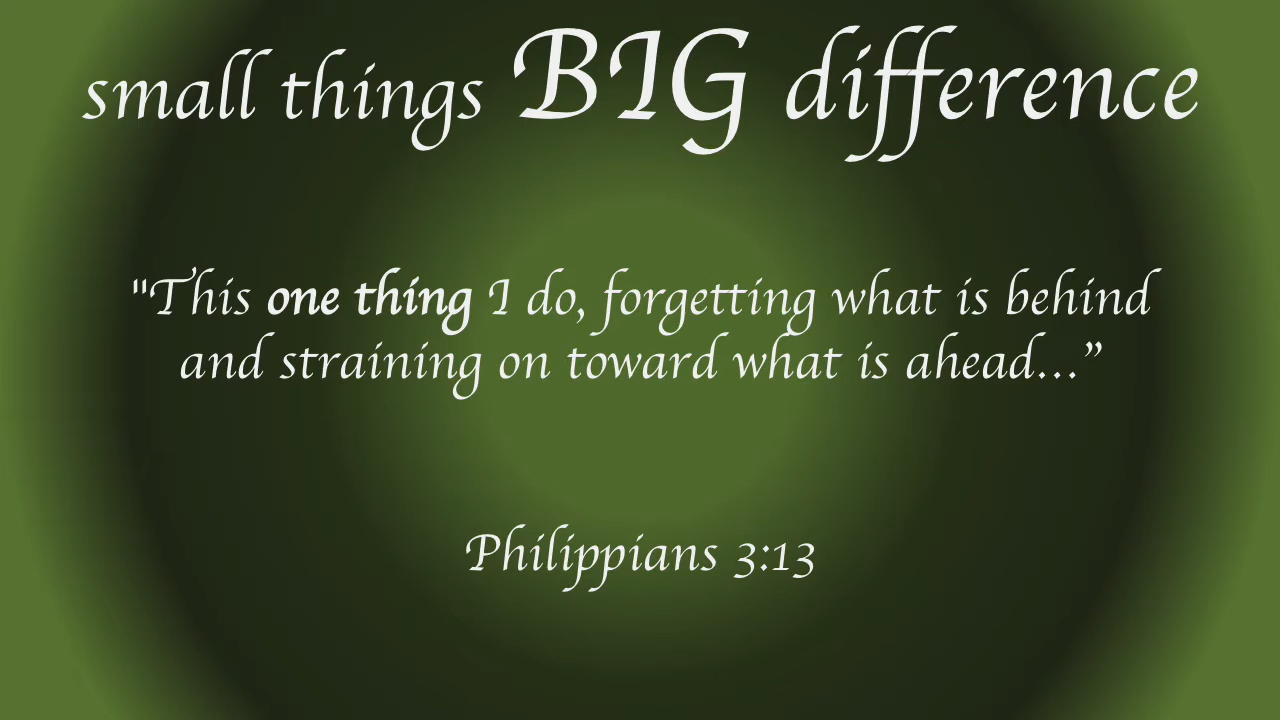 small things BIG difference
"This one thing I do, forgetting what is behind
and straining on toward what is ahead…”
Philippians 3:13